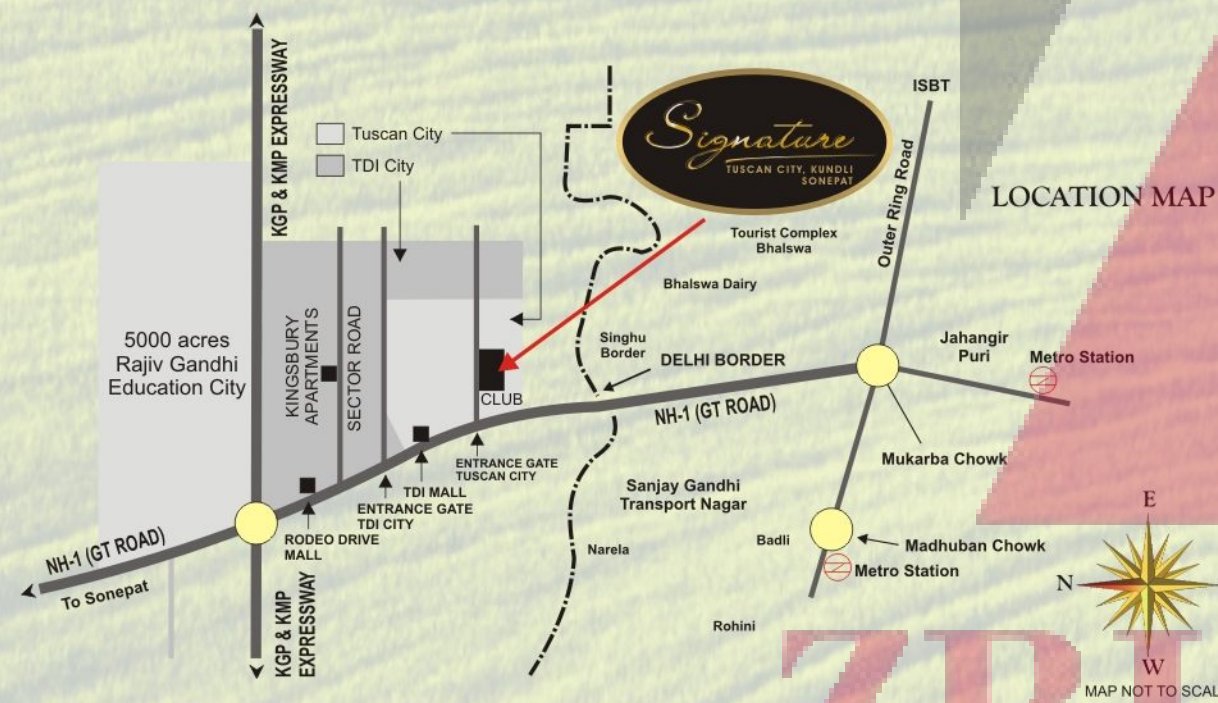 KGP & KMP EXPRESSWAY
Tuscan City
TDI City
Signature
TUSCAN CITY, KUNDLI
SONEPAT
ISBT
Outer Ring Road
LOCATION MAP
Tourist Complex
Bhalswa
Bhalswa Dairy
5000 acres
Rajiv Gandhi
Education City
KINGSBURY
APARTMENTS
SECTOR ROAD
CLUB
Singhu
Border
DELHI BORDER
Jahangir
Puri
Metro Station
NH-1 (GT ROAD)
Mukarba Chowk
ENTRANCE GATE
TUSCAN CITY
TDI MALL
ENTRANCE GATE
TDI CITY
RODEO DRIVE
MALL
Sanjay Gandhi
Transport Nagar
Narela
Badli
Madhuban Chowk
Metro Station
Rohini
NH-1 (GT ROAD)
To Sonepat
KGP & KMP
EXPRESSWAY
E
N
W
MAP NOT TO SCAL